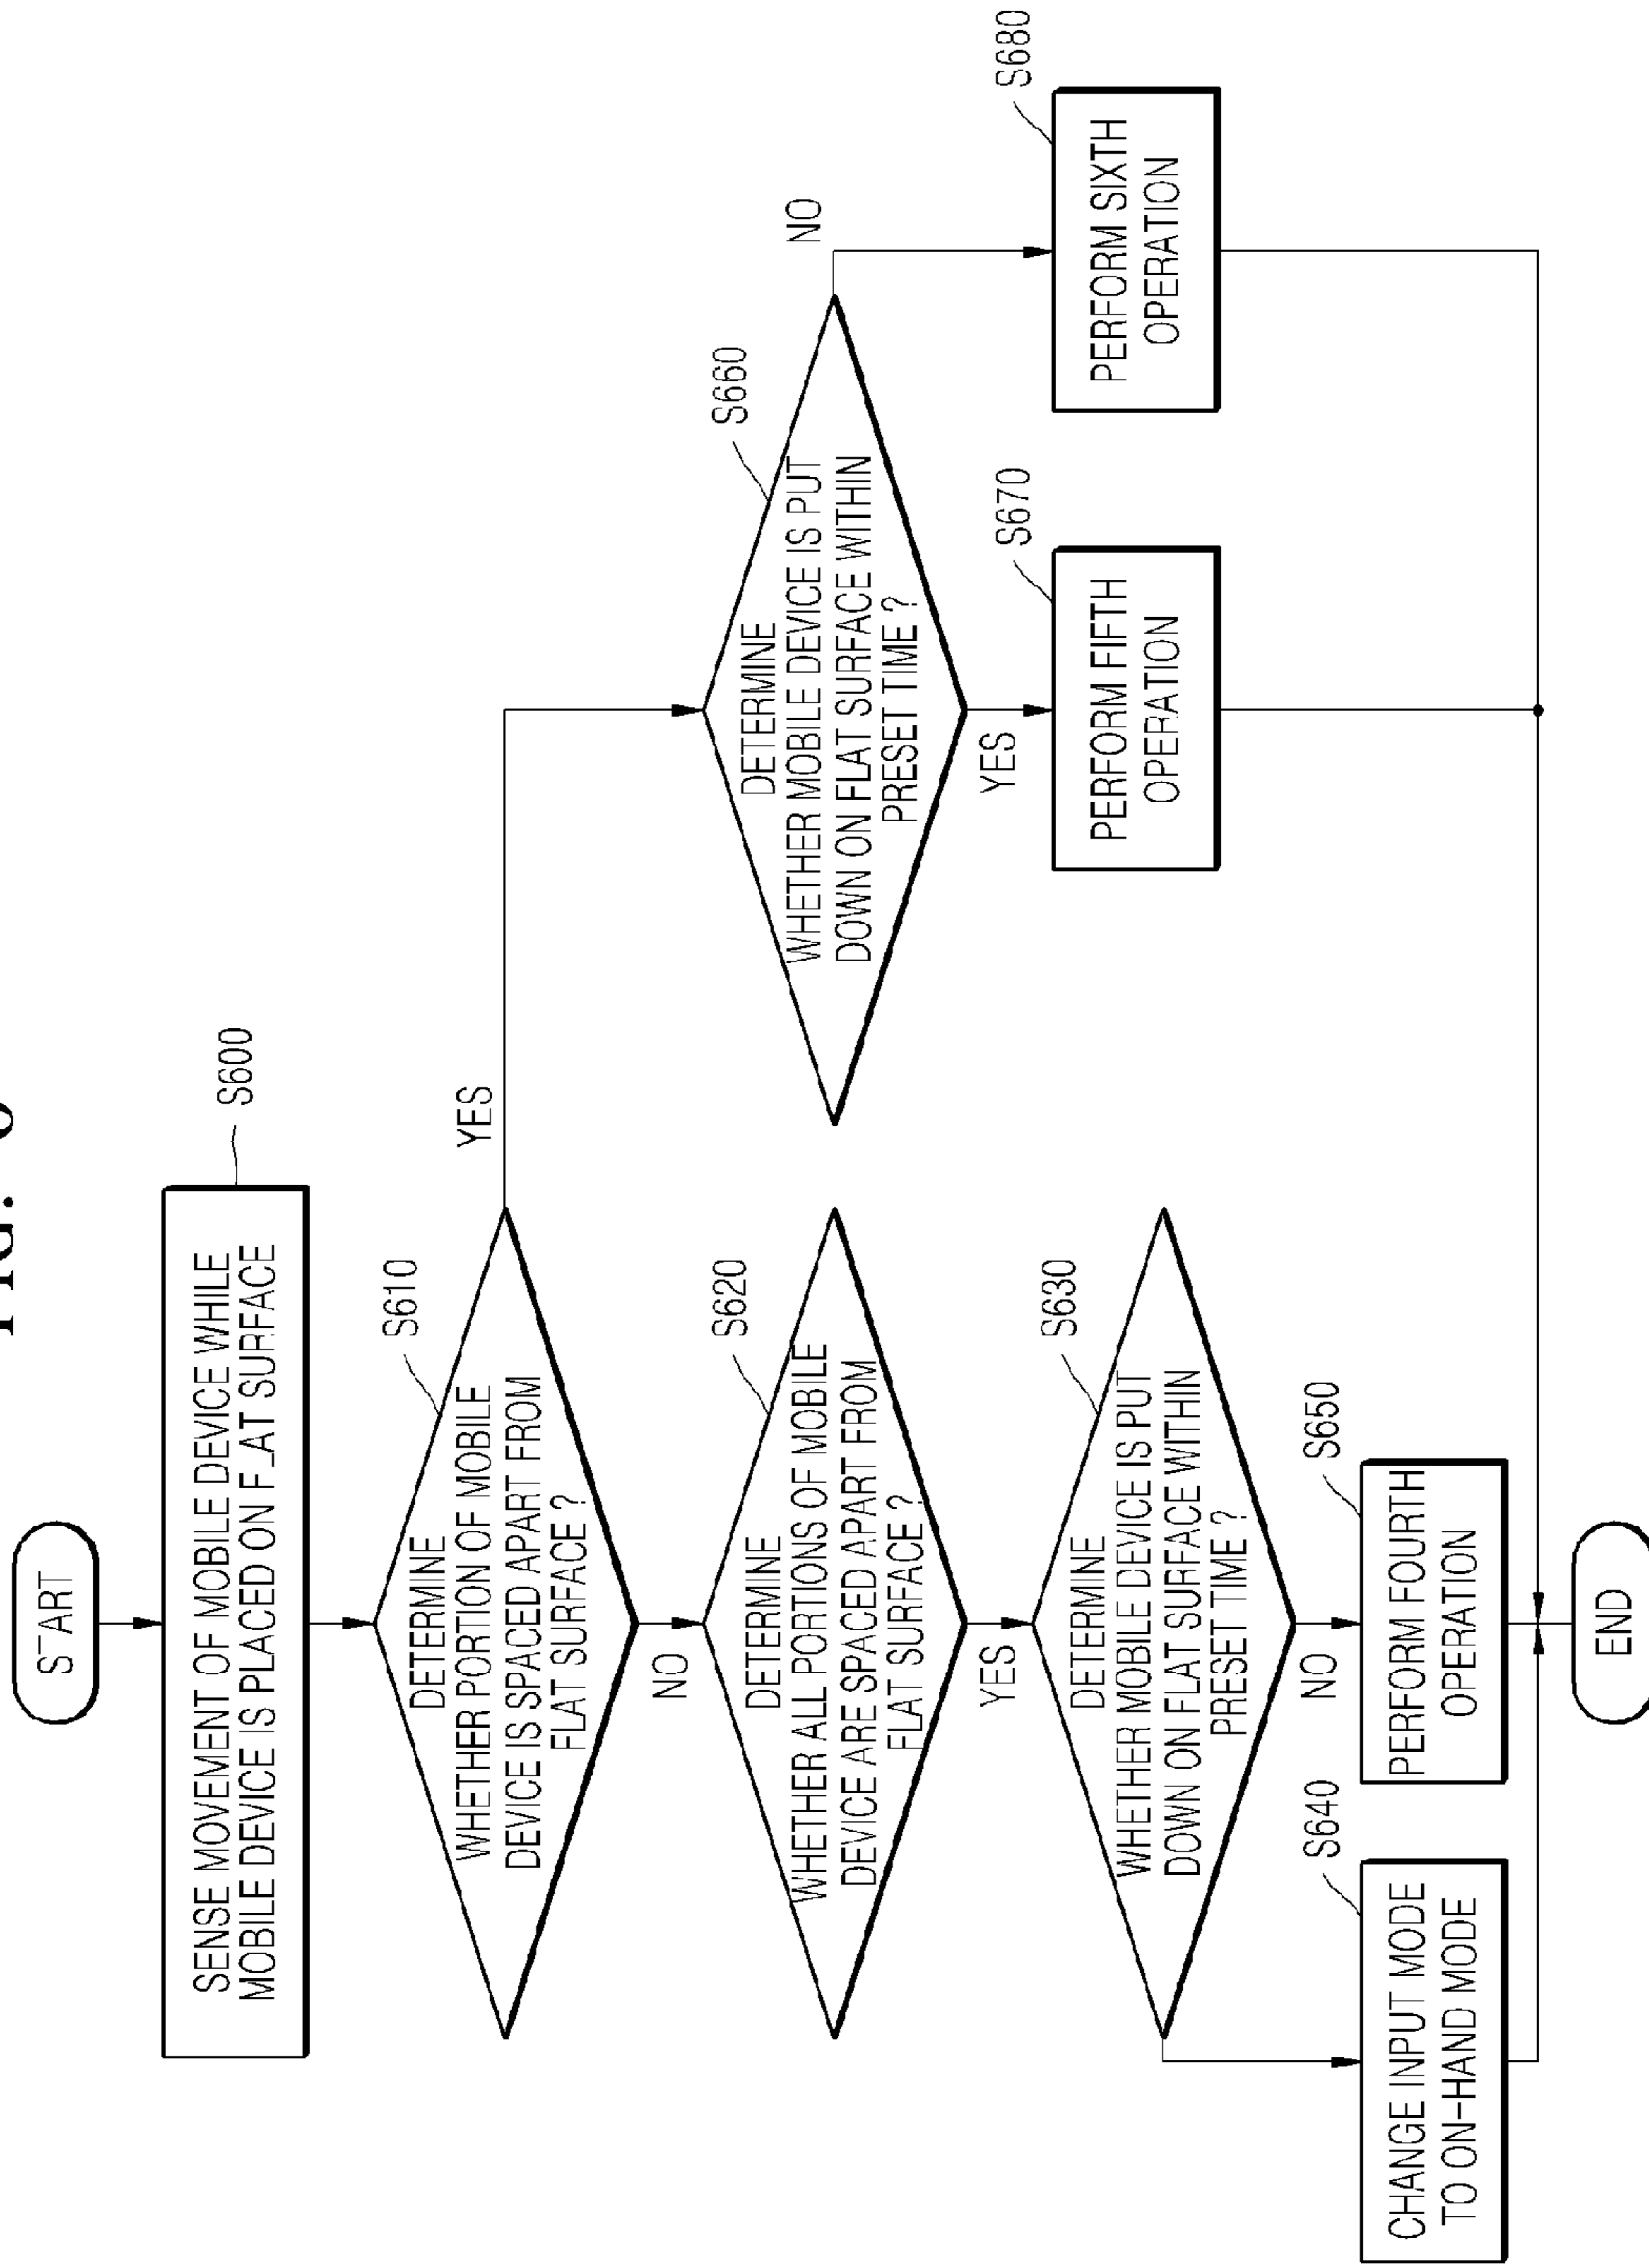 START
SENSE MOVEMENT OF MOBILE DEVICE WHILE
MOBILE DEVICE IS PLACED ON FLAT SURFACE
S600
DETERMINE
WHETHER PORTION OF MOBILE
DEVICE IS SPACED APART FROM
FLAT SURFACE ?
S610
YES
NO
DETERMINE
WHETHER ALL PORTIONS OF MOBILE
DEVICE ARE SPACED APART FROM
FLAT SURFACE ?
S620
YES
DETERMINE
WHETHER MOBILE DEVICE IS PUT
DOWN ON FLAT SURFACE WITHIN
PRESET TIME ?
S630
NO
CHANGE INPUT MODE
TO ON-HAND MODE
S640
PERFORM FOURTH
OPERATION
S650
DETERMINE
WHETHER MOBILE DEVICE IS PUT
DOWN ON FLAT SURFACE WITHIN
PRESET TIME ?
S660
YES
NO
PERFORM FIFTH
OPERATION
S670
PERFORM SIXTH
OPERATION
S680
END